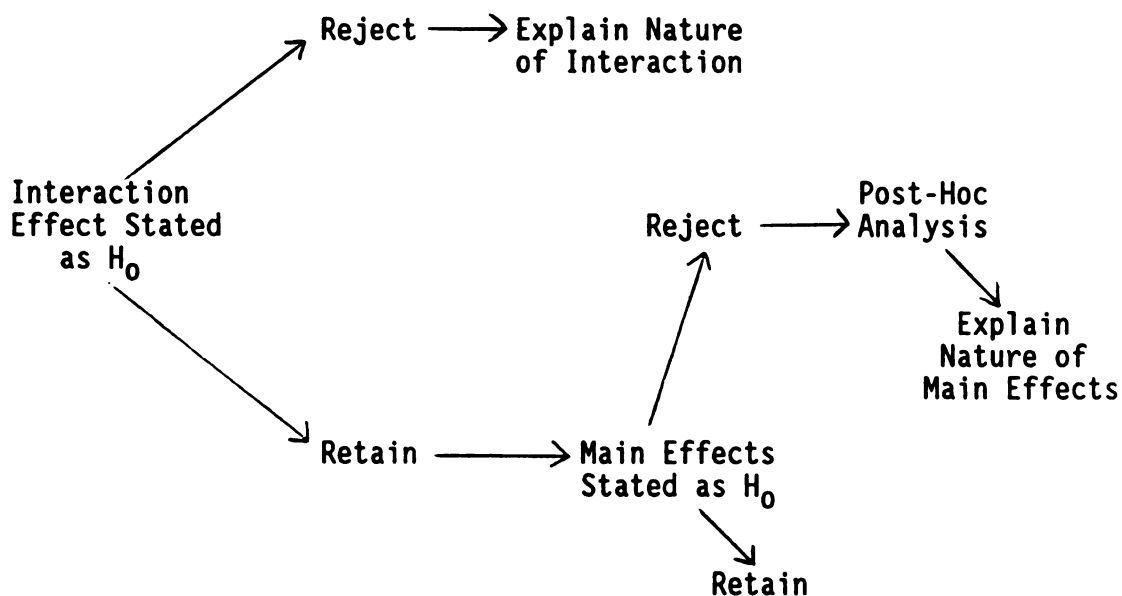 Reject
Explain Nature
of Interaction
Interaction
Effect Stated
as H₀
Reject
Post-Hoc
Analysis
Explain
Nature of
Main Effects
Retain
Main Effects
Stated as H₀
Retain